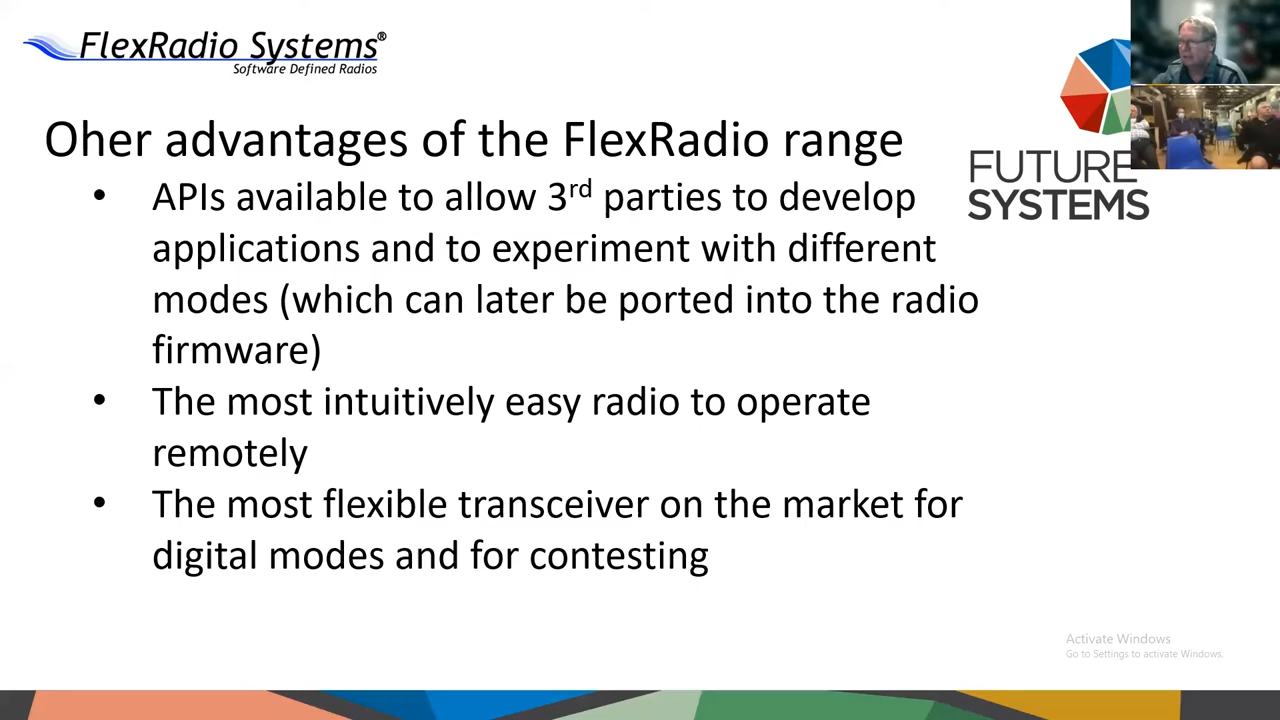 FlexRadio Systems®
Software Defined Radios
Oher advantages of the FlexRadio range
FUTURE
SYSTEMS
• APIs available to allow 3rd parties to develop
applications and to experiment with different
modes (which can later be ported into the radio
firmware)
• The most intuitively easy radio to operate
remotely
• The most flexible transceiver on the market for
digital modes and for contesting
Activate Windows
Go to Settings to activate Windows.